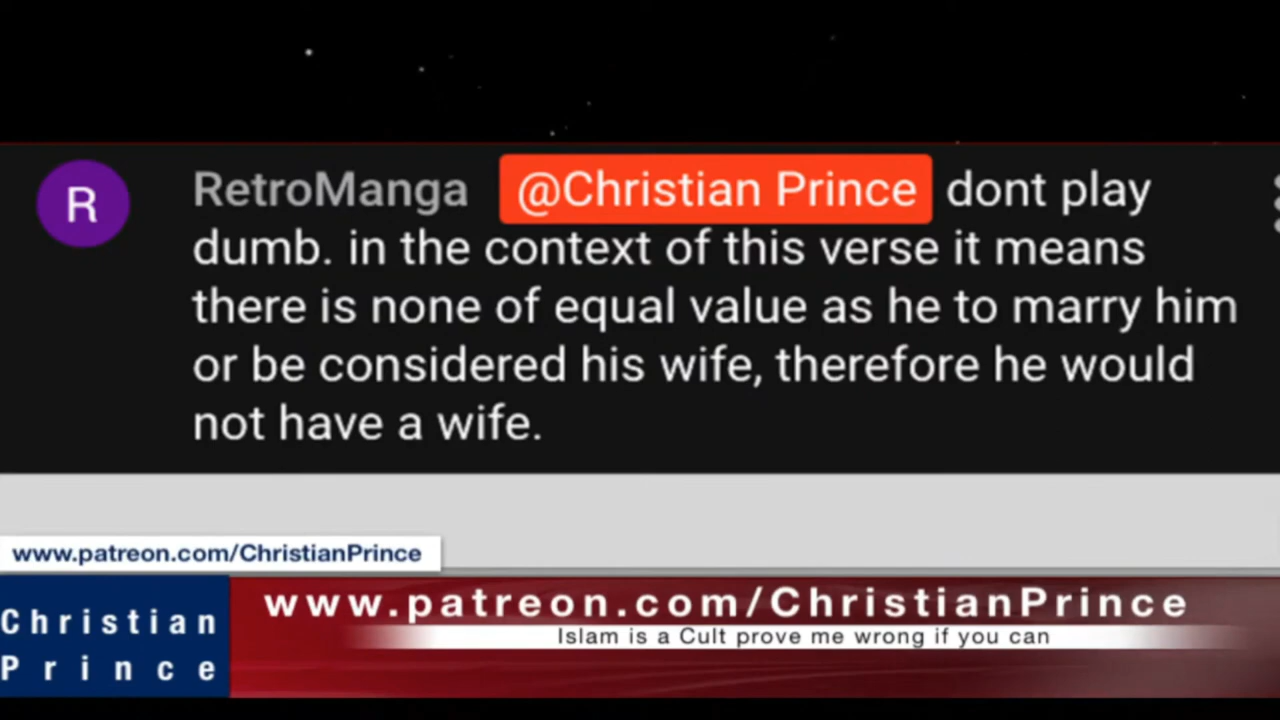 R
RetroManga @Christian Prince dont play
dumb. in the context of this verse it means
there is none of equal value as he to marry him
or be considered his wife, therefore he would
not have a wife.
www.patreon.com/ChristianPrince
Christian
Prince
www.patreon.com/ChristianPrince
Islam is a Cult prove me wrong if you can